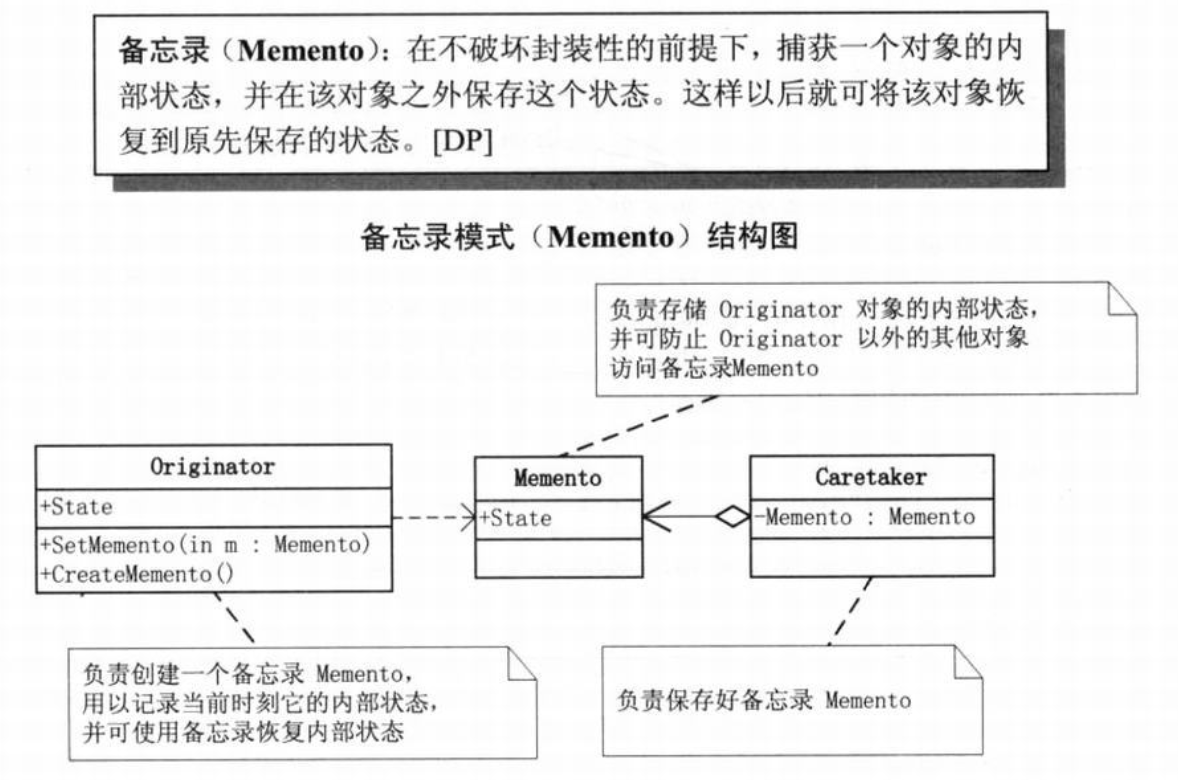 备忘录（Memento）：在不破坏封装性的前提下，捕获一个对象的内
部状态，并在该对象之外保存这个状态。这样以后就可将该对象恢
复到原先保存的状态。[DP]
备忘录模式（Memento）结构图
负责存储 Originator 对象的内部状态，
并可防止 Originator 以外的其他对象
访问备忘录Memento
Originator
+State
+SetMemento(in m : Memento)
+CreateMemento()
Memento
+State
Caretaker
-Memento : Memento
负责创建一个备忘录 Memento，
用以记录当前时刻它的内部状态，
并可使用备忘录恢复内部状态
负责保存好备忘录 Memento